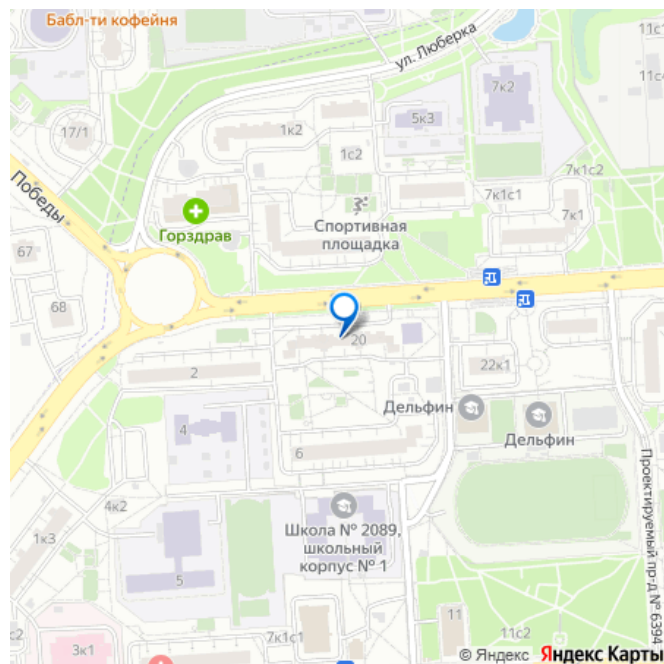 Бабл-ти кофейня
11с1
ул. Люберка
11с4
7к2
5к3
1к2
17/1
1с2
7к1с2
7к1с1
Победы
Горздрав
Спортивная
площадка
7к1
67
68
20
22к1
2
Дельфин
Дельфин
4
6
Проектируемый пр-д № 6394
4к2
Школа № 2089,
школьный
корпус № 1
1к3
5
11
11с2
7к1с1
3к1
© Яндекс Яндекс Карты